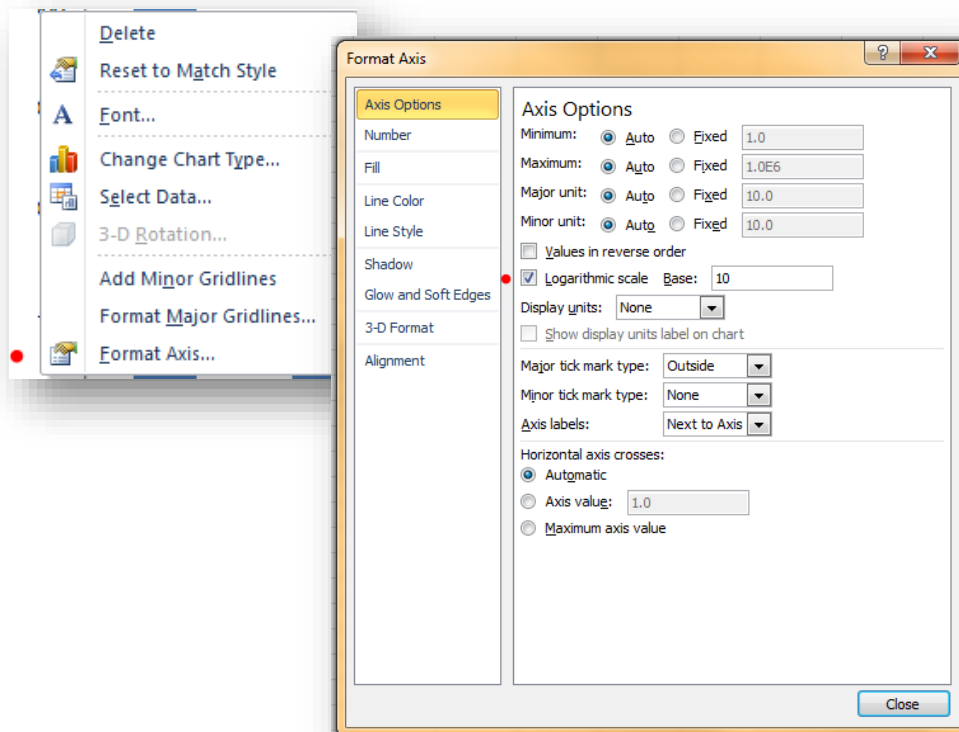 Delete
Reset to Match Style
A Font...
Change Chart Type...
Select Data...
3-D Rotation...
Add Minor Gridlines
Format Major Gridlines...
Format Axis...
Format Axis
?
X
Axis Options
Number
Fill
Line Color
Line Style
Shadow
Glow and Soft Edges
3-D Format
Alignment
Axis Options
Minimum: Auto Fixed 1.0
Maximum: Auto Fixed 1.0E6
Major unit: Auto Fixed 10.0
Minor unit: Auto Fixed 10.0
Values in reverse order
Logarithmic scale Base: 10
Display units: None
Show display units label on chart
Major tick mark type: Outside
Minor tick mark type: None
Axis labels: Next to Axis
Horizontal axis crosses:
Automatic
Axis value: 1.0
Maximum axis value
Close